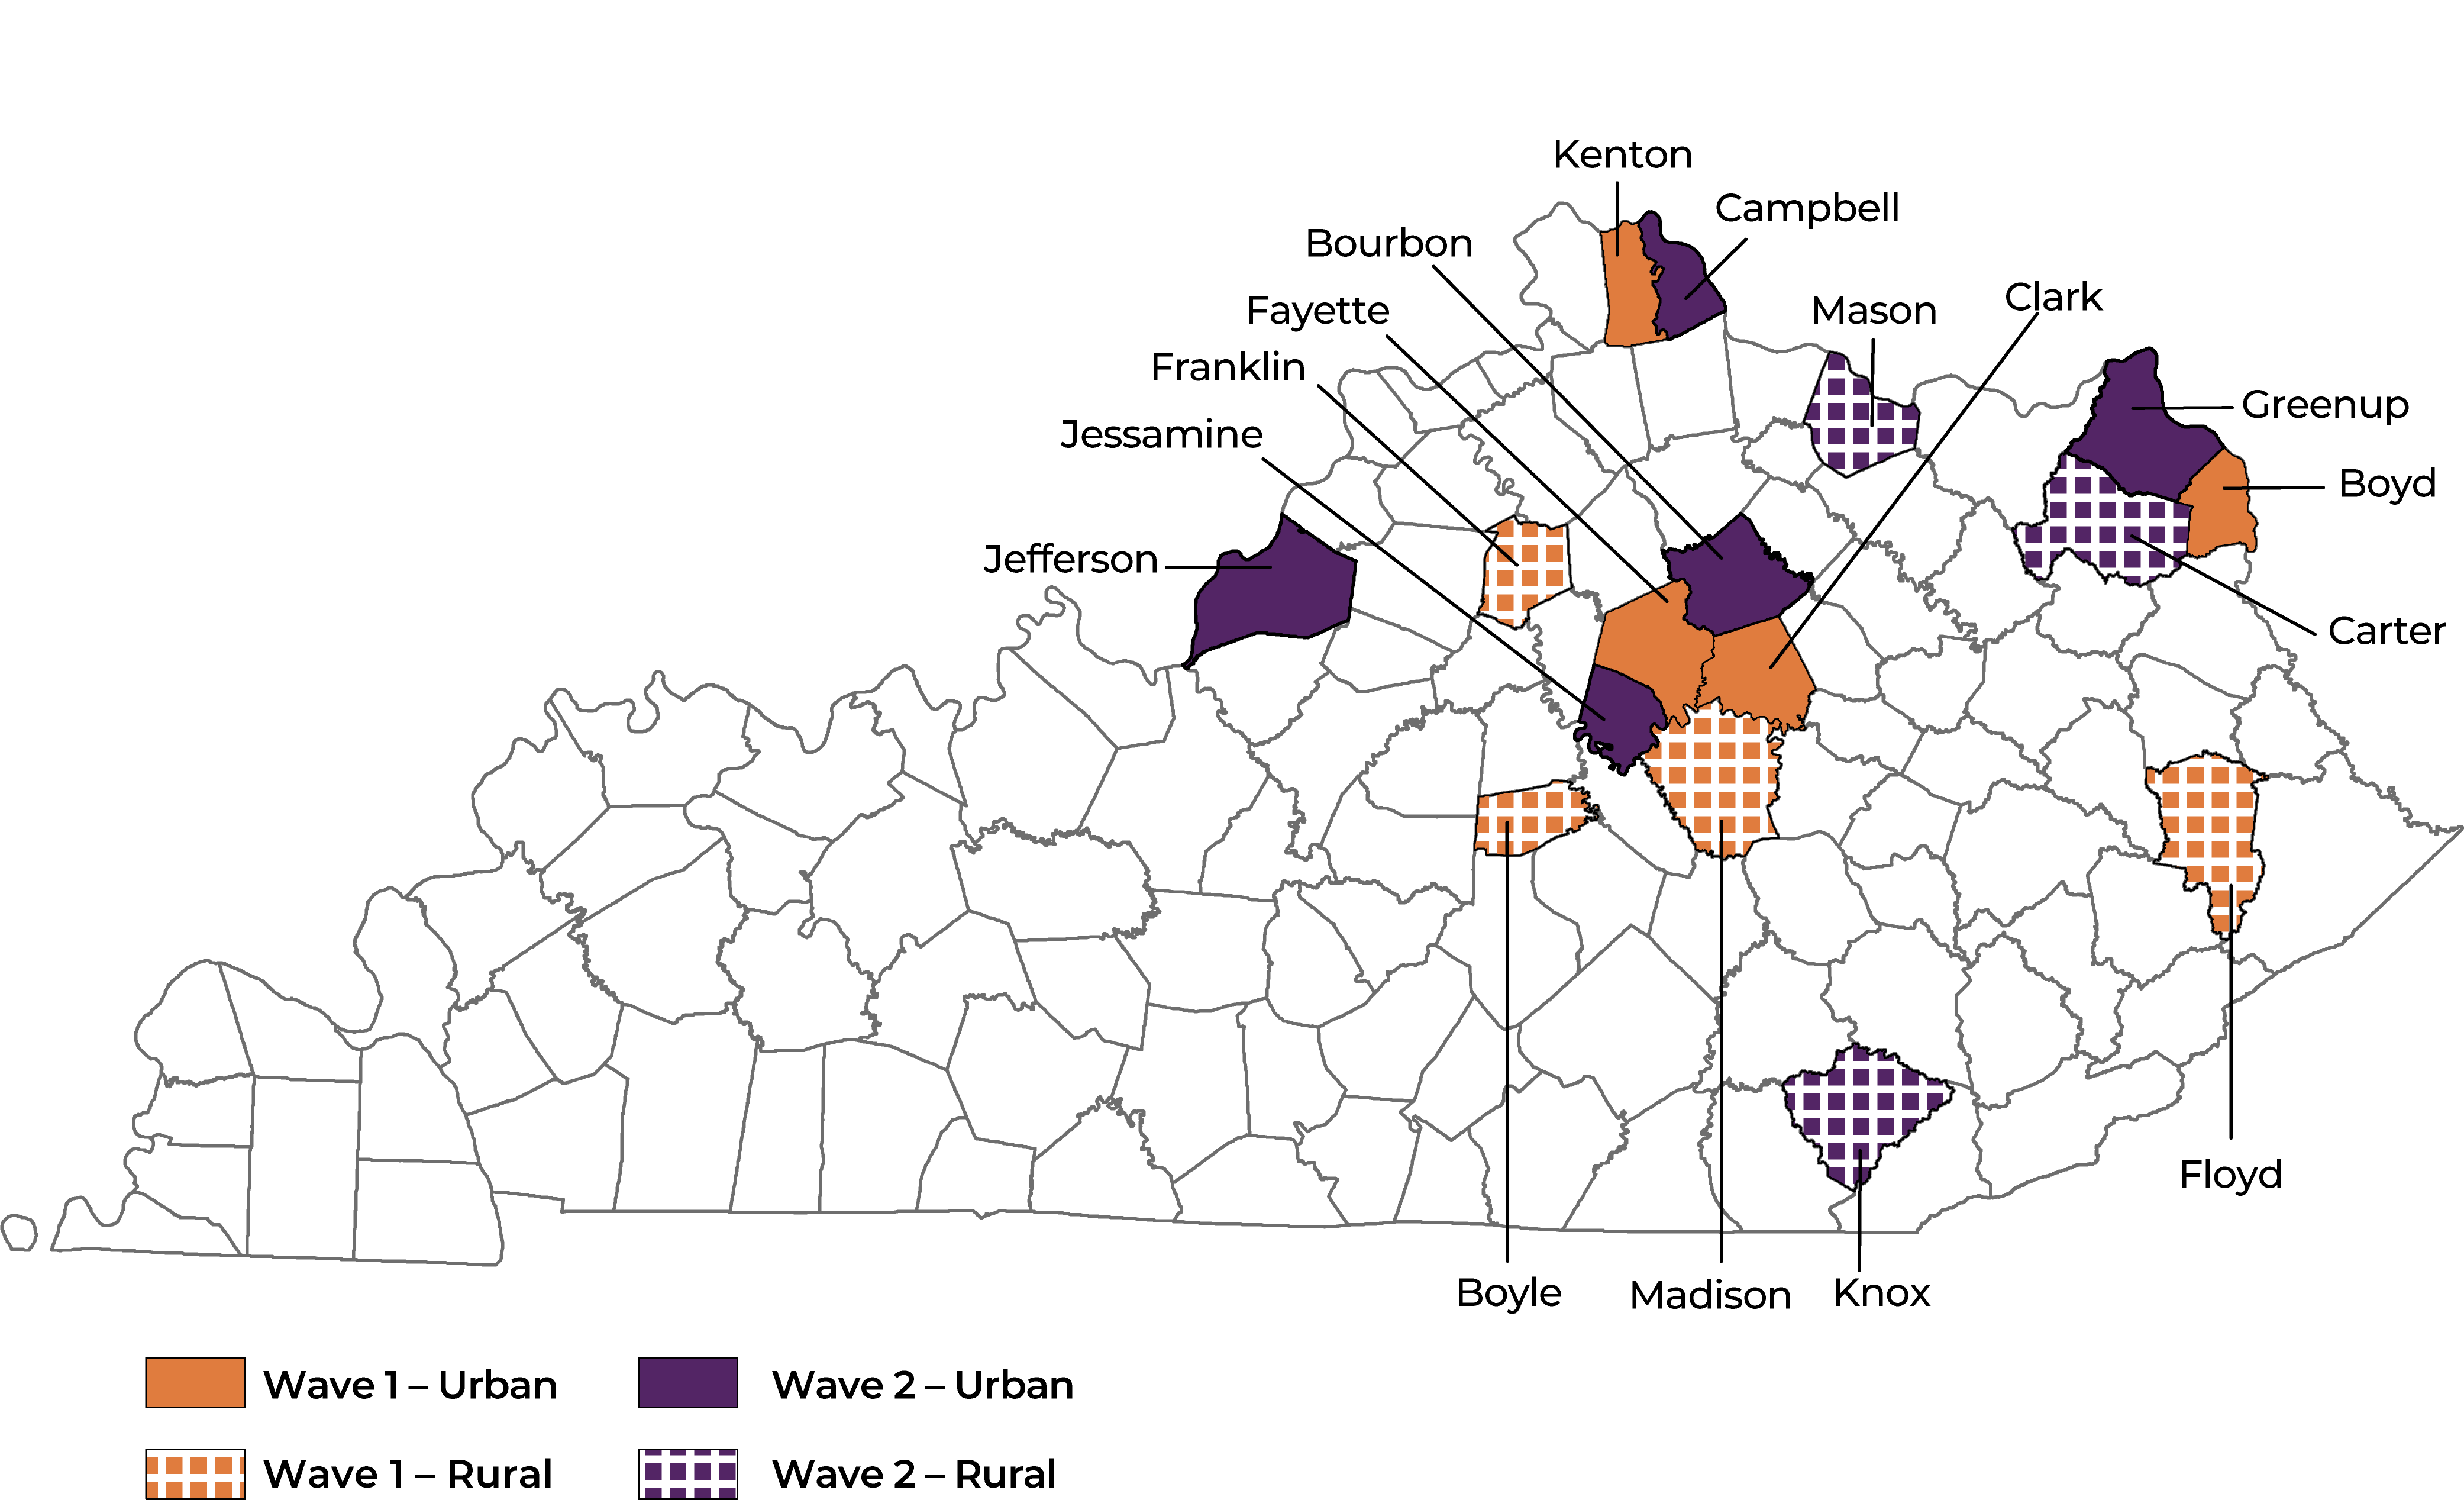 Kenton
Campbell
Bourbon
Clark
Fayette
Mason
Franklin
Greenup
Jessamine
Boyd
Jefferson
Carter
Floyd
Boyle
Madison
Knox
Wave 1 – Urban
Wave 2 – Urban
Wave 1 – Rural
Wave 2 – Rural